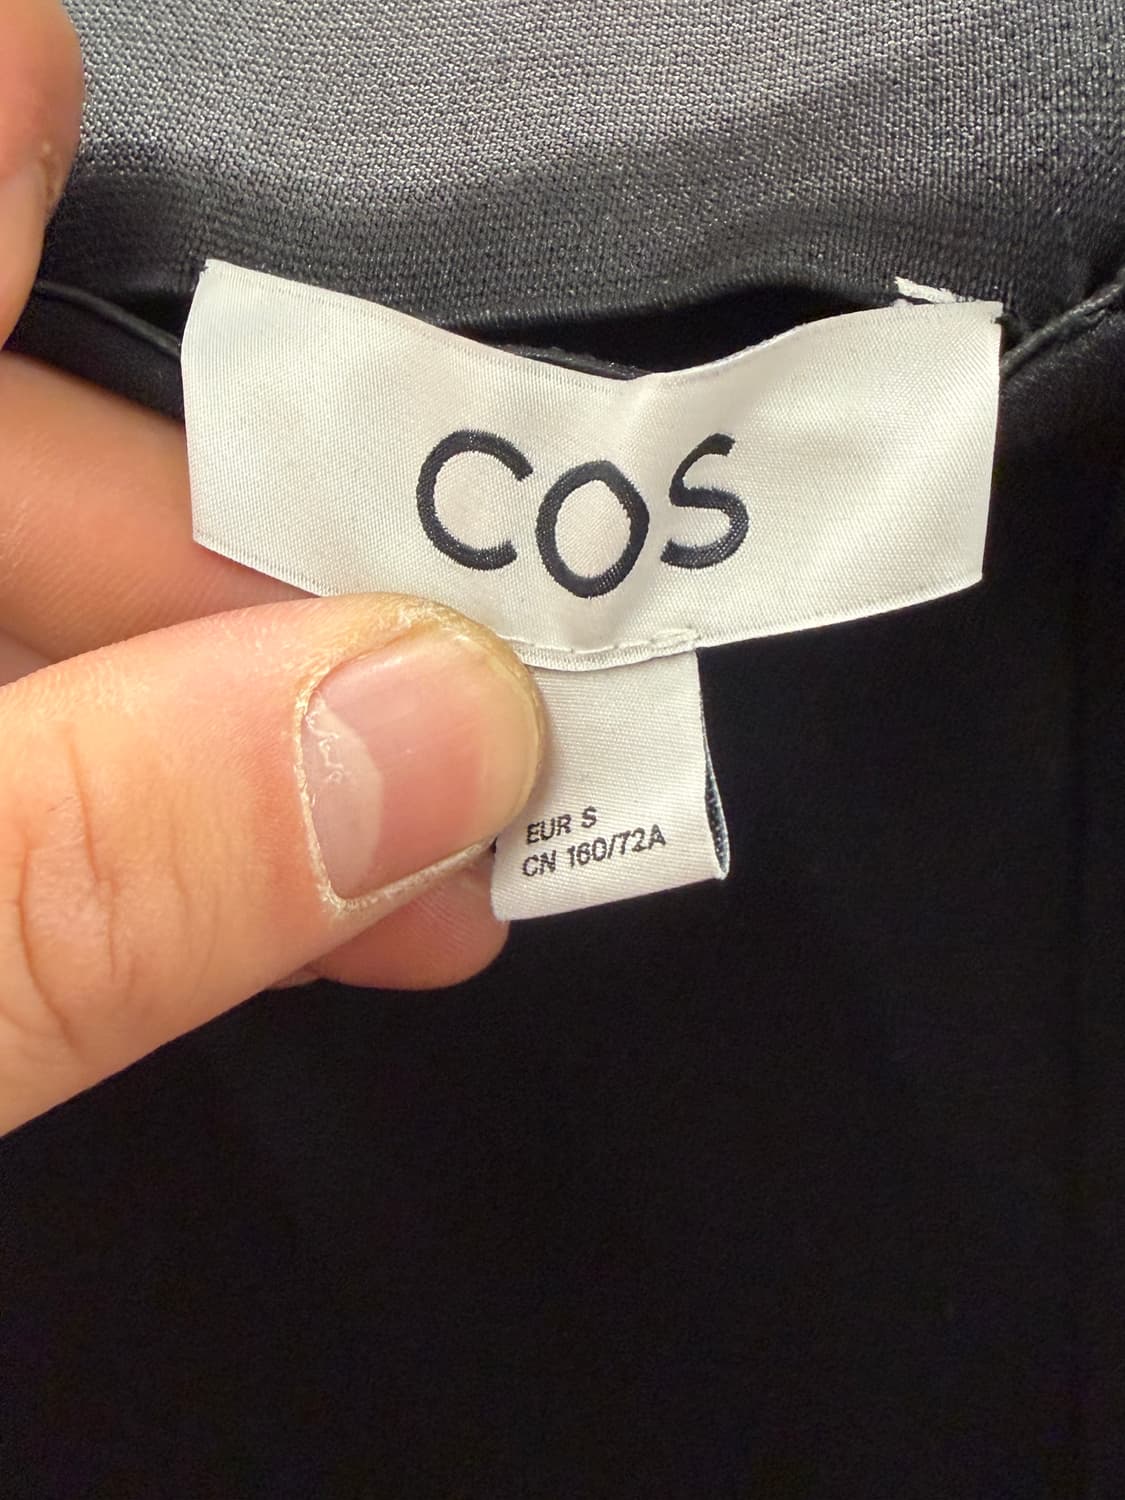 COS
EUR S
CN 160/72A